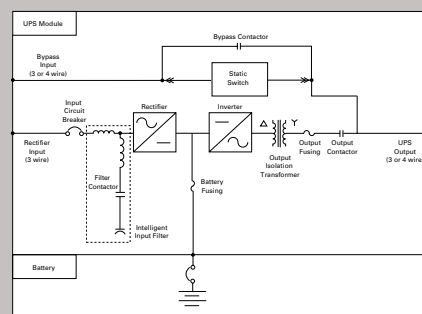 UPS Module
Bypass Contactor
Bypass
Input
(3 or 4 wire)
Static
Switch
Input
Circuit
Breaker
Rectifier
Inverter
Rectifier
Input
(3 wire)
Filter
Contactor
Output
Isolation
Transformer
Output
Fusing
Output
Contactor
UPS
Output
(3 or 4 wire)
Battery
Fusing
Intelligent
Input Filter
Battery